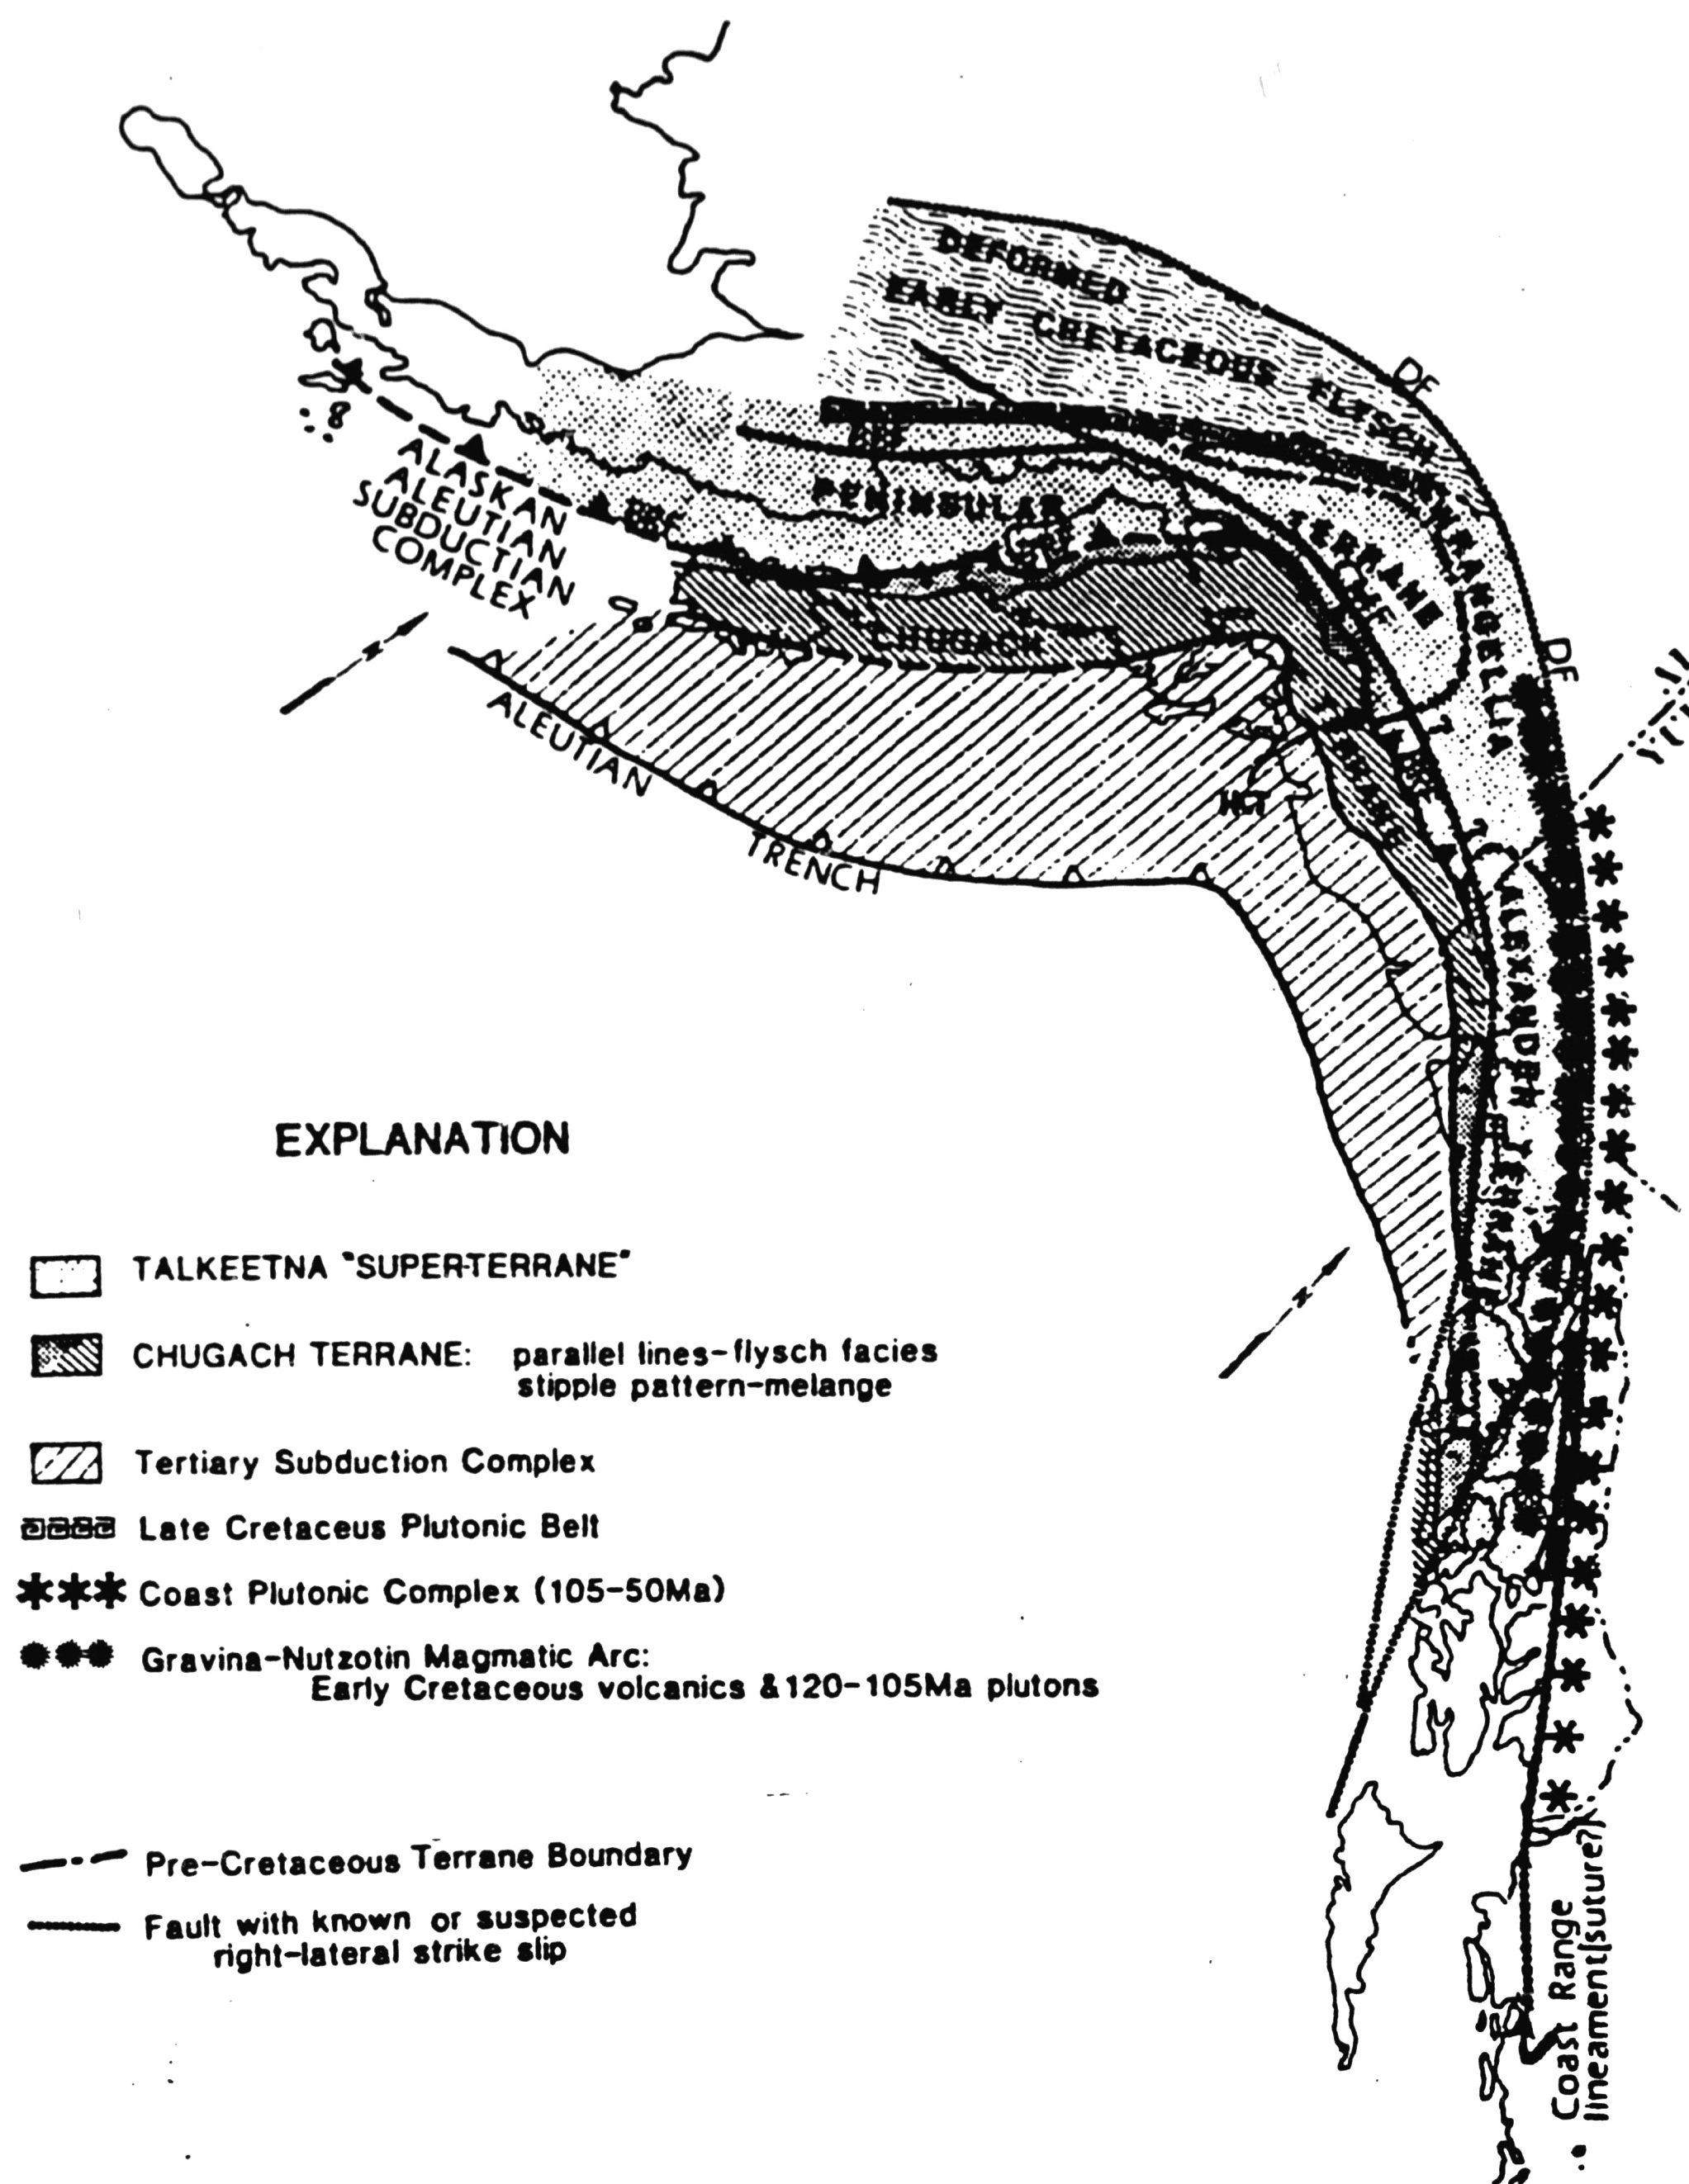 DEFORMED
EARLY CRETACEOUS FLYSCH
DF
PENINSULAR
TERRANE
WRANGELLIA
DF
ALASKAN
ALEUTIAN
SUBDUCTIAN
COMPLEX
CHUGACH
N
ALEUTIAN
TRENCH
ALEXANDER TERRANE
N
EXPLANATION
TALKEETNA "SUPERTERRANE"
CHUGACH TERRANE: parallel lines-flysch facies
stipple pattern-melange
Tertiary Subduction Complex
Late Cretaceus Plutonic Belt
Coast Plutonic Complex (105-50Ma)
Gravina-Nutzotin Magmatic Arc:
Early Cretaceous volcanics & 120-105Ma plutons
Pre-Cretaceous Terrane Boundary
Fault with known or suspected
right-lateral strike slip
Coast Range
lineament(suture?)